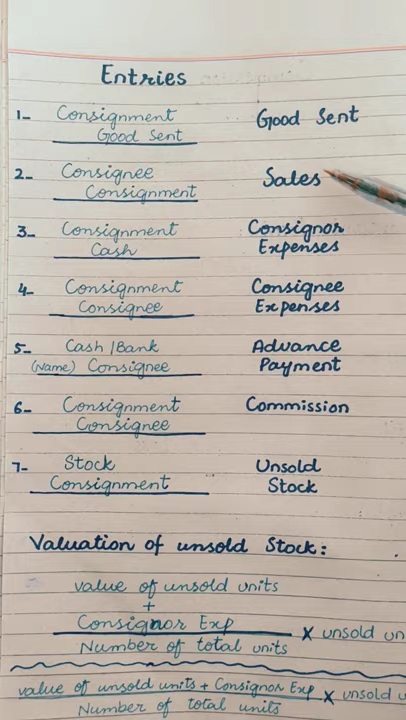 Entries
1- Consignment Good Sent
Good Sent
2- Consignee Sales
Consignment
3- Consignment Consignor
Cash Expenses
4- Consignment Consignee
Consignee Expenses
5- Cash /Bank Advance
(Name) Consignee Payment
6- Consignment Commission
Consignee
7- Stock Unsold
Consignment Stock
Valuation of unsold Stock:
value of unsold units
+
Consignor Exp
X unsold un
Number of total units
value of unsold units + Consignor Exp X unsold u
Number of total units